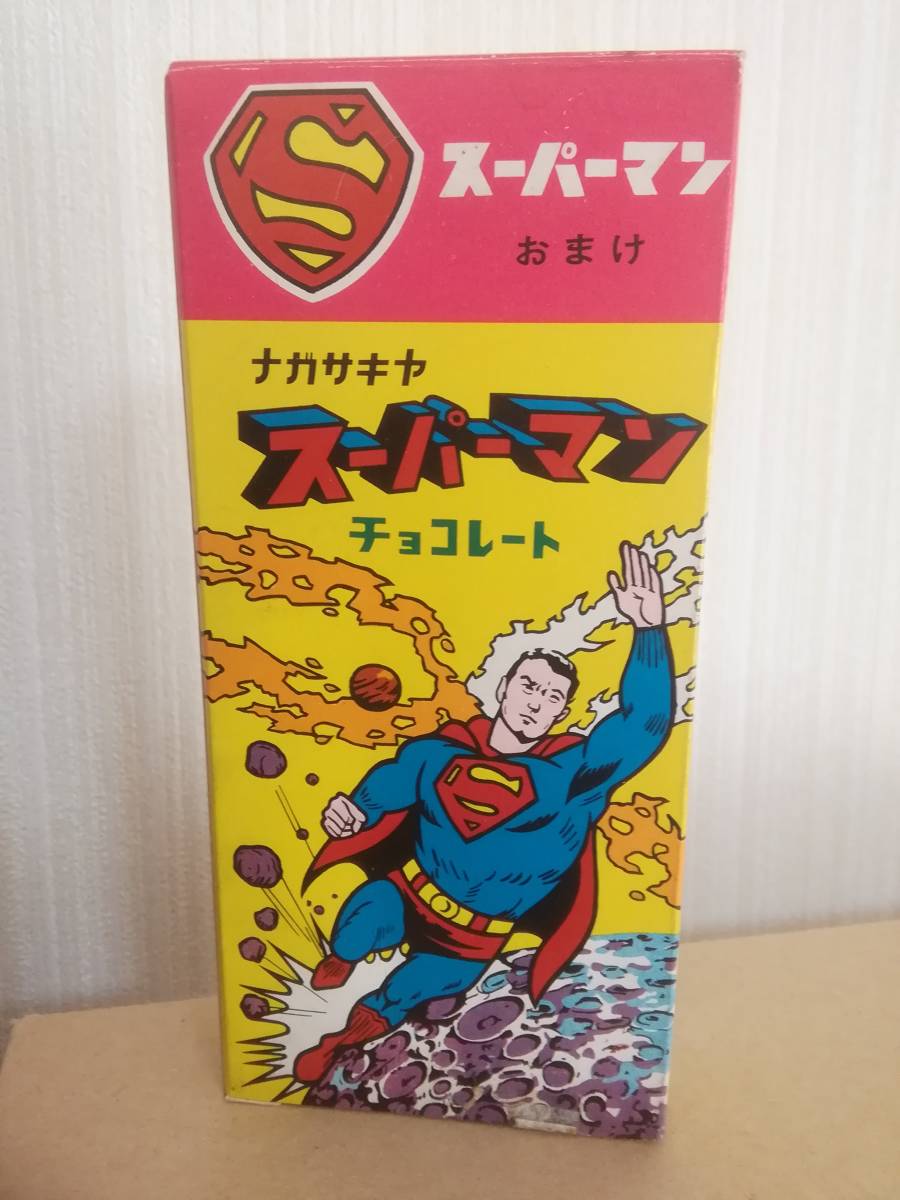 S
スーパーマン
おまけ
ナガサキヤ
スーパーマン
チョコレート
S